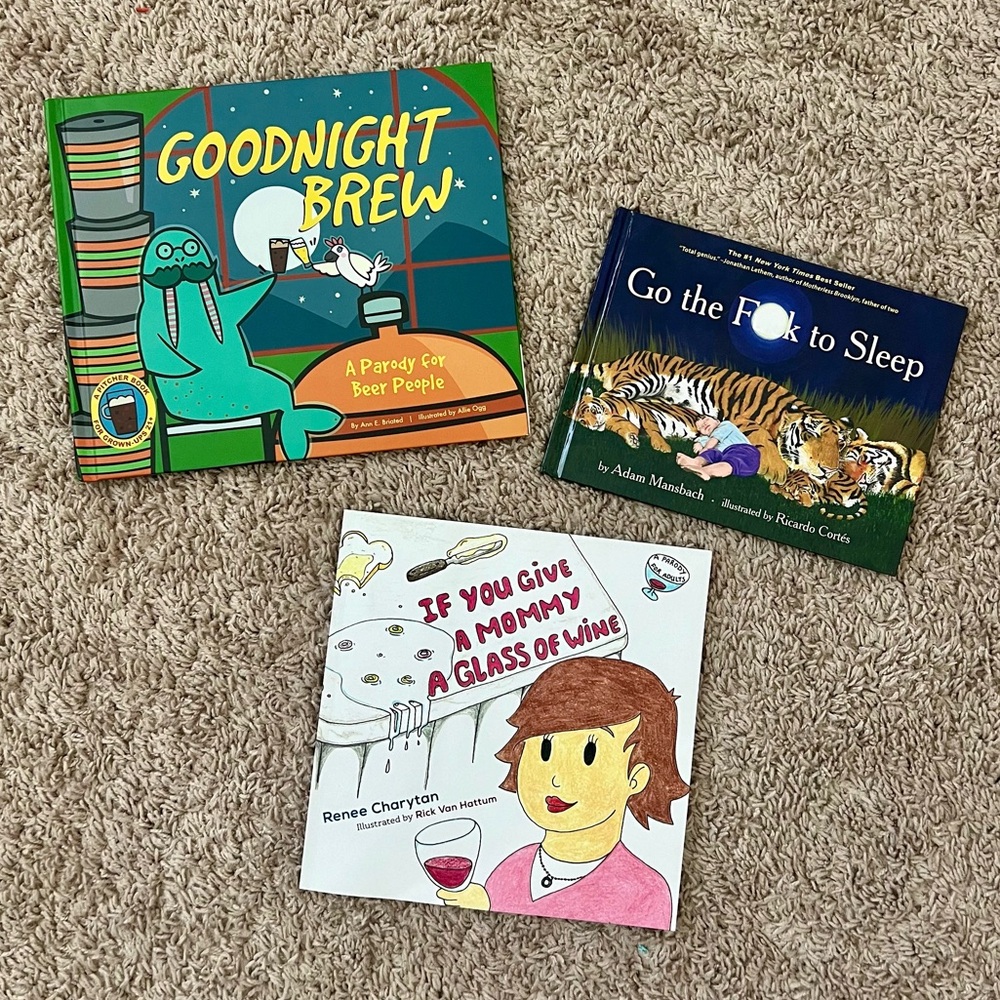 GOODNIGHT
BREW
A Parody for
Beer People
By Ann E. Briated | Illustrated by Allie Ogg
A PITCHER BOOK
FOR GROWN-UPS 21+
The #1 New York Times Best Seller
"Total genius." -Jonathan Lethem, author of Motherless Brooklyn, father of two
Go the F k to Sleep
by Adam Mansbach · illustrated by Ricardo Cortés
A PARODY
FOR ADULTS
IF YOU GIVE
A MOMMY
A GLASS OF WINE
Renee Charytan
Illustrated by Rick Van Hattum